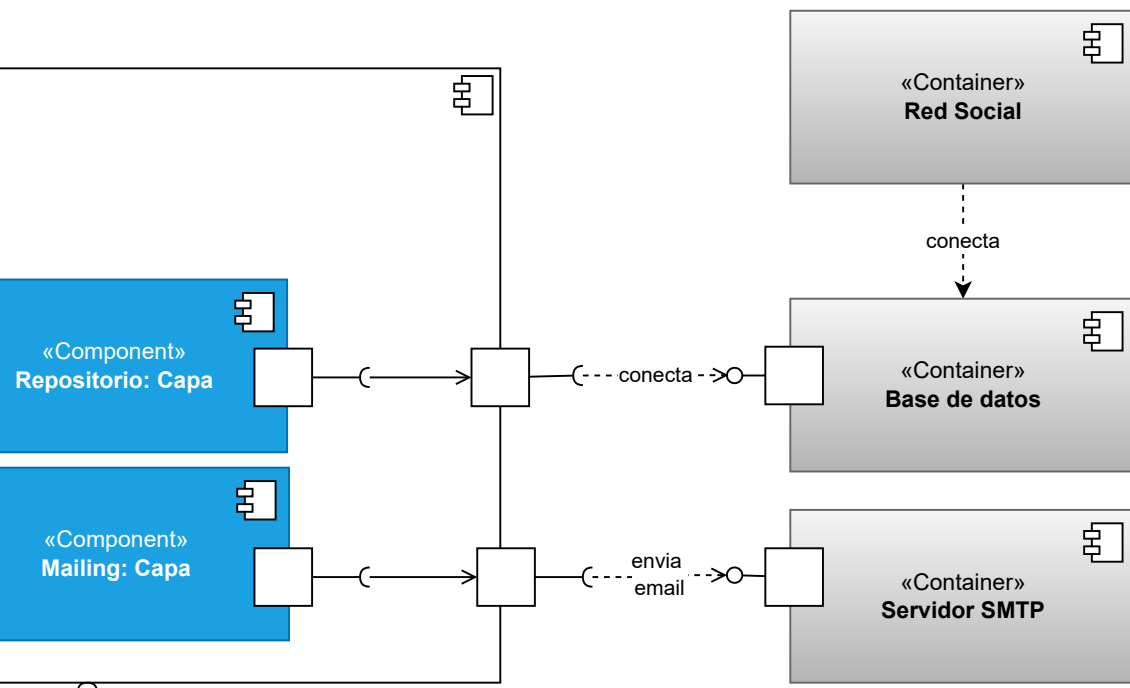 «Container»
Red Social
conecta
«Component»
Repositorio: Capa
conecta
«Container»
Base de datos
«Component»
Mailing: Capa
envia
email
«Container»
Servidor SMTP